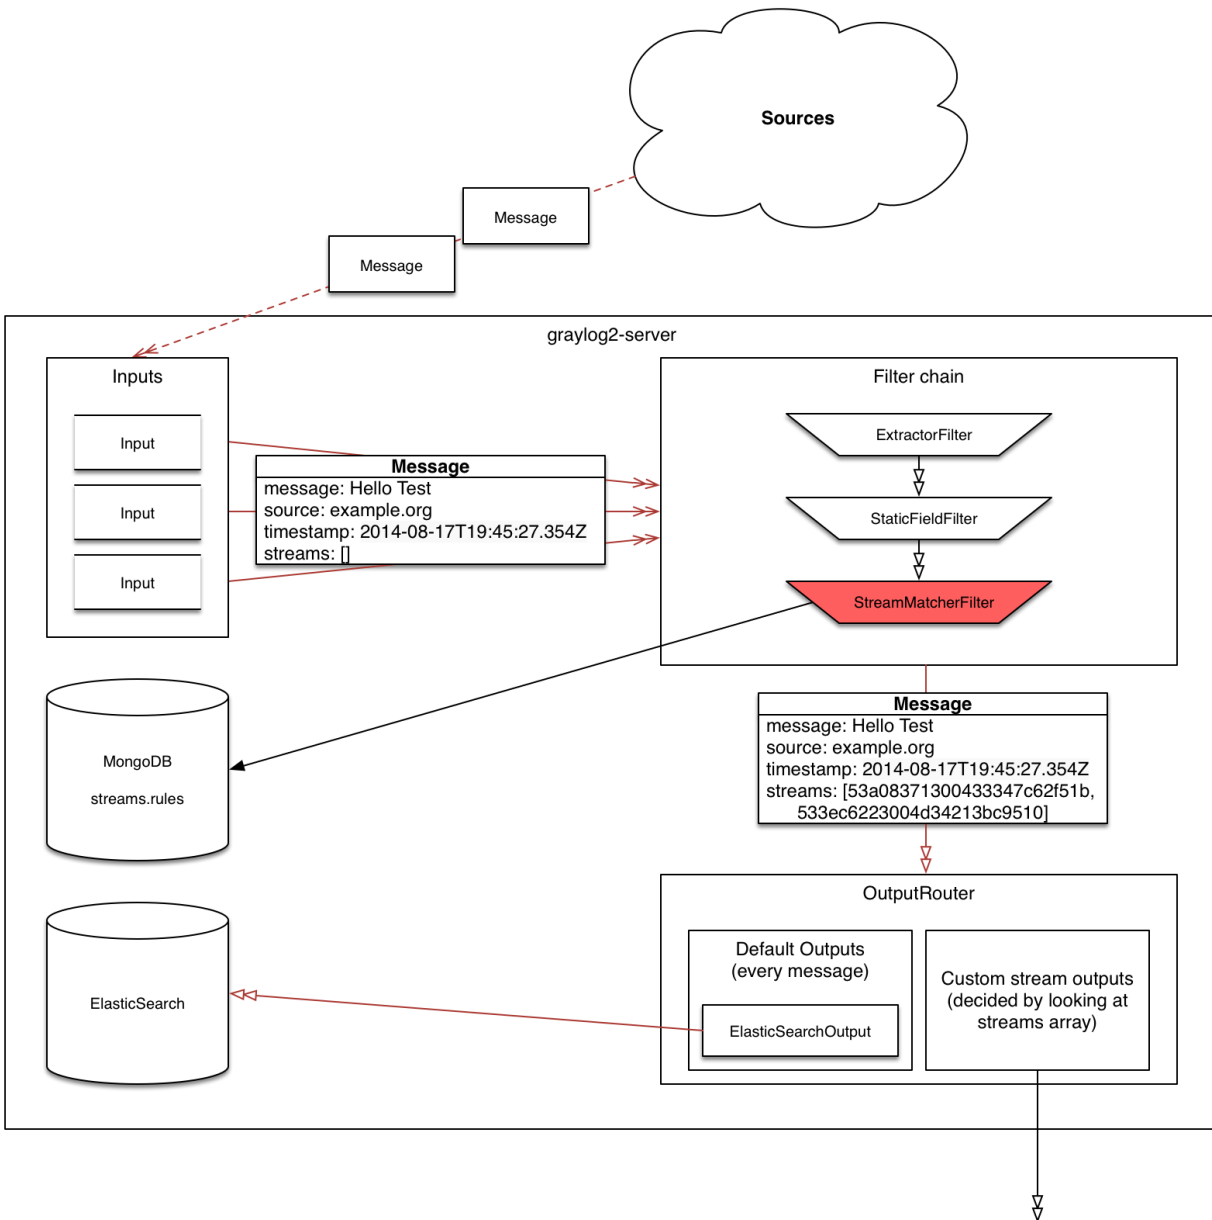 Sources
Message
Message
graylog2-server
Inputs
Input
Input
Input
Message
message: Hello Test
source: example.org
timestamp: 2014-08-17T19:45:27.354Z
streams: []
Filter chain
ExtractorFilter
StaticFieldFilter
StreamMatcherFilter
MongoDB
streams.rules
Message
message: Hello Test
source: example.org
timestamp: 2014-08-17T19:45:27.354Z
streams: [53a08371300433347c62f51b,
533ec6223004d34213bc9510]
OutputRouter
Default Outputs
(every message)
ElasticSearchOutput
Custom stream outputs
(decided by looking at
streams array)
ElasticSearch